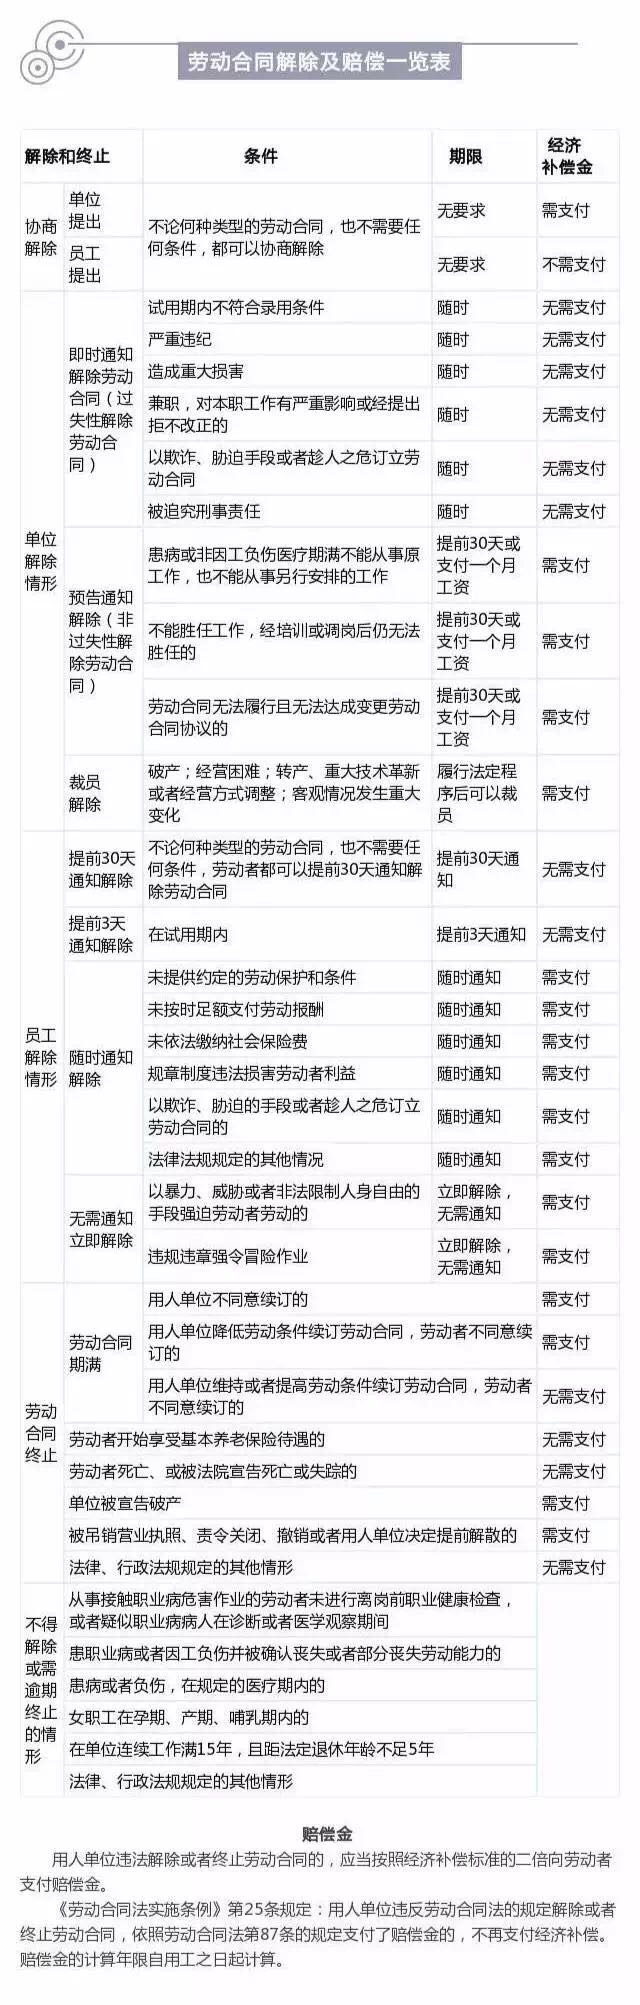 劳动合同解除及赔偿一览表
解除和终止 条件 期限 经济
补偿金
协商
解除
单位
提出
不论何种类型的劳动合同，也不需要任
何条件，都可以协商解除
无要求 需支付
员工
提出
无要求 不需支付
单位
解除
情形
即时通知
解除劳动
合同（过
失性解除
劳动合
同）
试用期内不符合录用条件 随时 无需支付
严重违纪 随时 无需支付
造成重大损害 随时 无需支付
兼职，对本职工作有严重影响或经提出
拒不改正的
随时 无需支付
以欺诈、胁迫手段或者趁人之危订立劳
动合同
随时 无需支付
被追究刑事责任 随时 无需支付
预告通知
解除（非
过失性解
除劳动合
同）
患病或非因工负伤医疗期满不能从事原
工作，也不能从事另行安排的工作
提前30天或
支付一个月
工资
需支付
不能胜任工作，经培训或调岗后仍无法
胜任的
提前30天或
支付一个月
工资
需支付
劳动合同无法履行且无法达成变更劳动
合同协议的
提前30天或
支付一个月
工资
需支付
裁员
解除
破产；经营困难；转产、重大技术革新
或者经营方式调整；客观情况发生重大
变化
履行法定程
序后可以裁
员
需支付
员工
解除
情形
提前30天
通知解除
不论何种类型的劳动合同，也不需要任
何条件，劳动者都可以提前30天通知解
除劳动合同
提前30天通
知
无需支付
提前3天
通知解除
在试用期内 提前3天通知 无需支付
随时通知
解除
未提供约定的劳动保护和条件 随时通知 需支付
未按时足额支付劳动报酬 随时通知 需支付
未依法缴纳社会保险费 随时通知 需支付
规章制度违法损害劳动者利益 随时通知 需支付
以欺诈、胁迫的手段或者趁人之危订立
劳动合同的
随时通知 需支付
法律法规规定的其他情况 随时通知 需支付
无需通知
立即解除
以暴力、威胁或者非法限制人身自由的
手段强迫劳动者劳动的
立即解除，
无需通知
需支付
违规违章强令冒险作业
立即解除，
无需通知
需支付
劳动
合同
终止
劳动合同
期满
用人单位不同意续订的 需支付
用人单位降低劳动条件续订劳动合同，劳动者不同意续
订的
需支付
用人单位维持或者提高劳动条件续订劳动合同，劳动者
不同意续订的
无需支付
劳动者开始享受基本养老保险待遇的 无需支付
劳动者死亡、或被法院宣告死亡或失踪的 无需支付
单位被宣告破产 需支付
被吊销营业执照、责令关闭、撤销或者用人单位决定提前解散的 需支付
法律、行政法规规定的其他情形 无需支付
不得
解除
或需
逾期
终止
的情
形
从事接触职业病危害作业的劳动者未进行离岗前职业健康检查，
或者疑似职业病病人在诊断或者医学观察期间
患职业病或者因工负伤并被确认丧失或者部分丧失劳动能力的
患病或者负伤，在规定的医疗期内的
女职工在孕期、产期、哺乳期内的
在单位连续工作满15年，且距法定退休年龄不足5年
法律、行政法规规定的其他情形
赔偿金
用人单位违法解除或者终止劳动合同的，应当按照经济补偿标准的二倍向劳动者
支付赔偿金。
《劳动合同法实施条例》第25条规定：用人单位违反劳动合同法的规定解除或者
终止劳动合同，依照劳动合同法第87条的规定支付了赔偿金的，不再支付经济补偿。
赔偿金的计算年限自用工之日起计算。